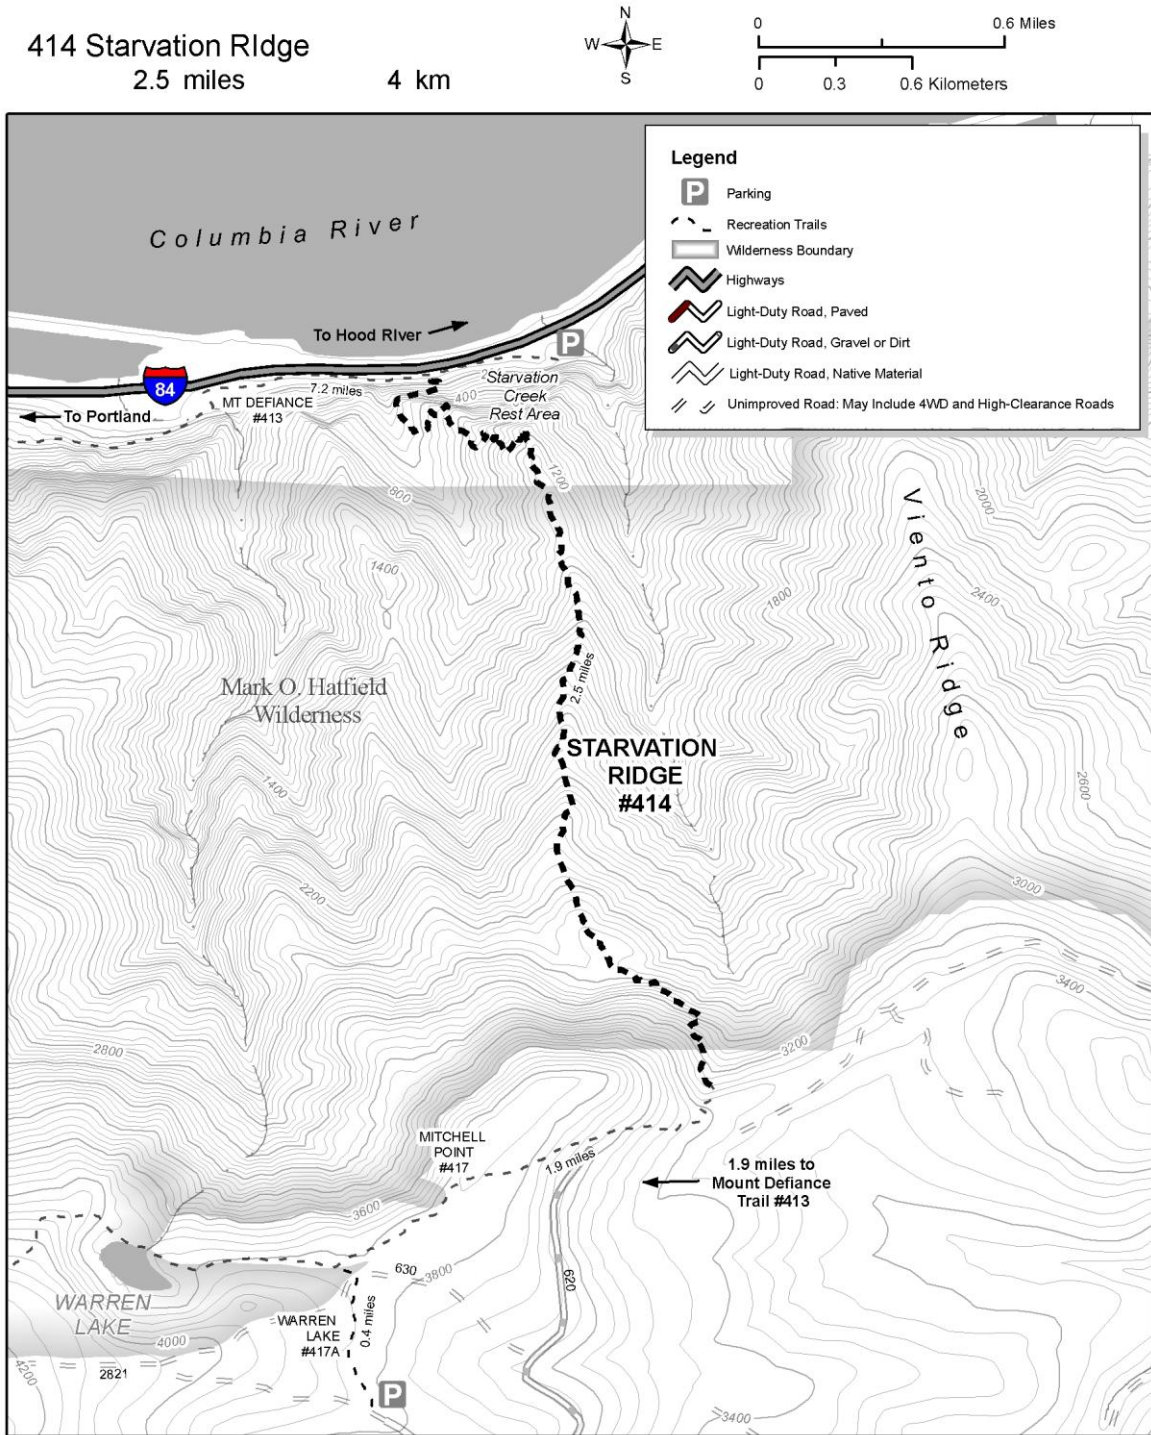 414 Starvation RIdge
2.5 miles 4 km
N
W E
S
0 0.6 Miles
0 0.3 0.6 Kilometers
Legend
P Parking
Recreation Trails
Wilderness Boundary
Highways
Light-Duty Road, Paved
Light-Duty Road, Gravel or Dirt
Light-Duty Road, Native Material
Unimproved Road: May Include 4WD and High-Clearance Roads
Columbia River
To Hood RIver
P
84
To Portland
7.2 miles
MT DEFIANCE
#413
Starvation
Creek
Rest Area
400
1200
800
2000
1400
1800
2400
Viento Ridge
2.5 miles
Mark O. Hatfield
Wilderness
STARVATION
RIDGE
#414
1400
2600
2200
3000
3400
2800
3200
MITCHELL
POINT
#417
1.9 miles
1.9 miles to
Mount Defiance
Trail #413
3600
630
3800
620
WARREN
LAKE
WARREN
LAKE
#417A
0.4 miles
4000
4200
2821
P
3400